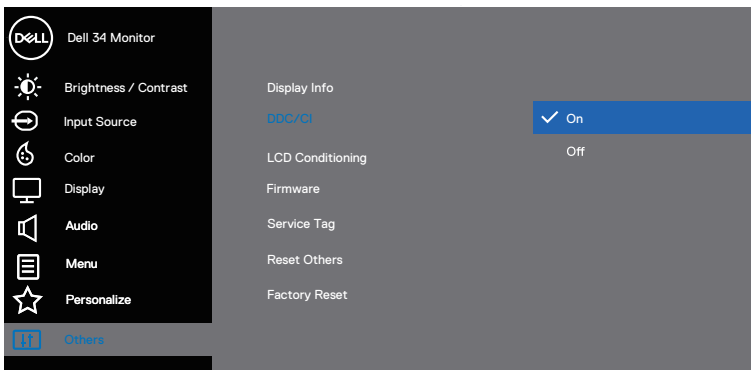 DELL
Dell 34 Monitor
Brightness / Contrast
Input Source
Color
Display
Audio
Menu
Personalize
Others
Display Info
DDC/CI
LCD Conditioning
Firmware
Service Tag
Reset Others
Factory Reset
On
Off